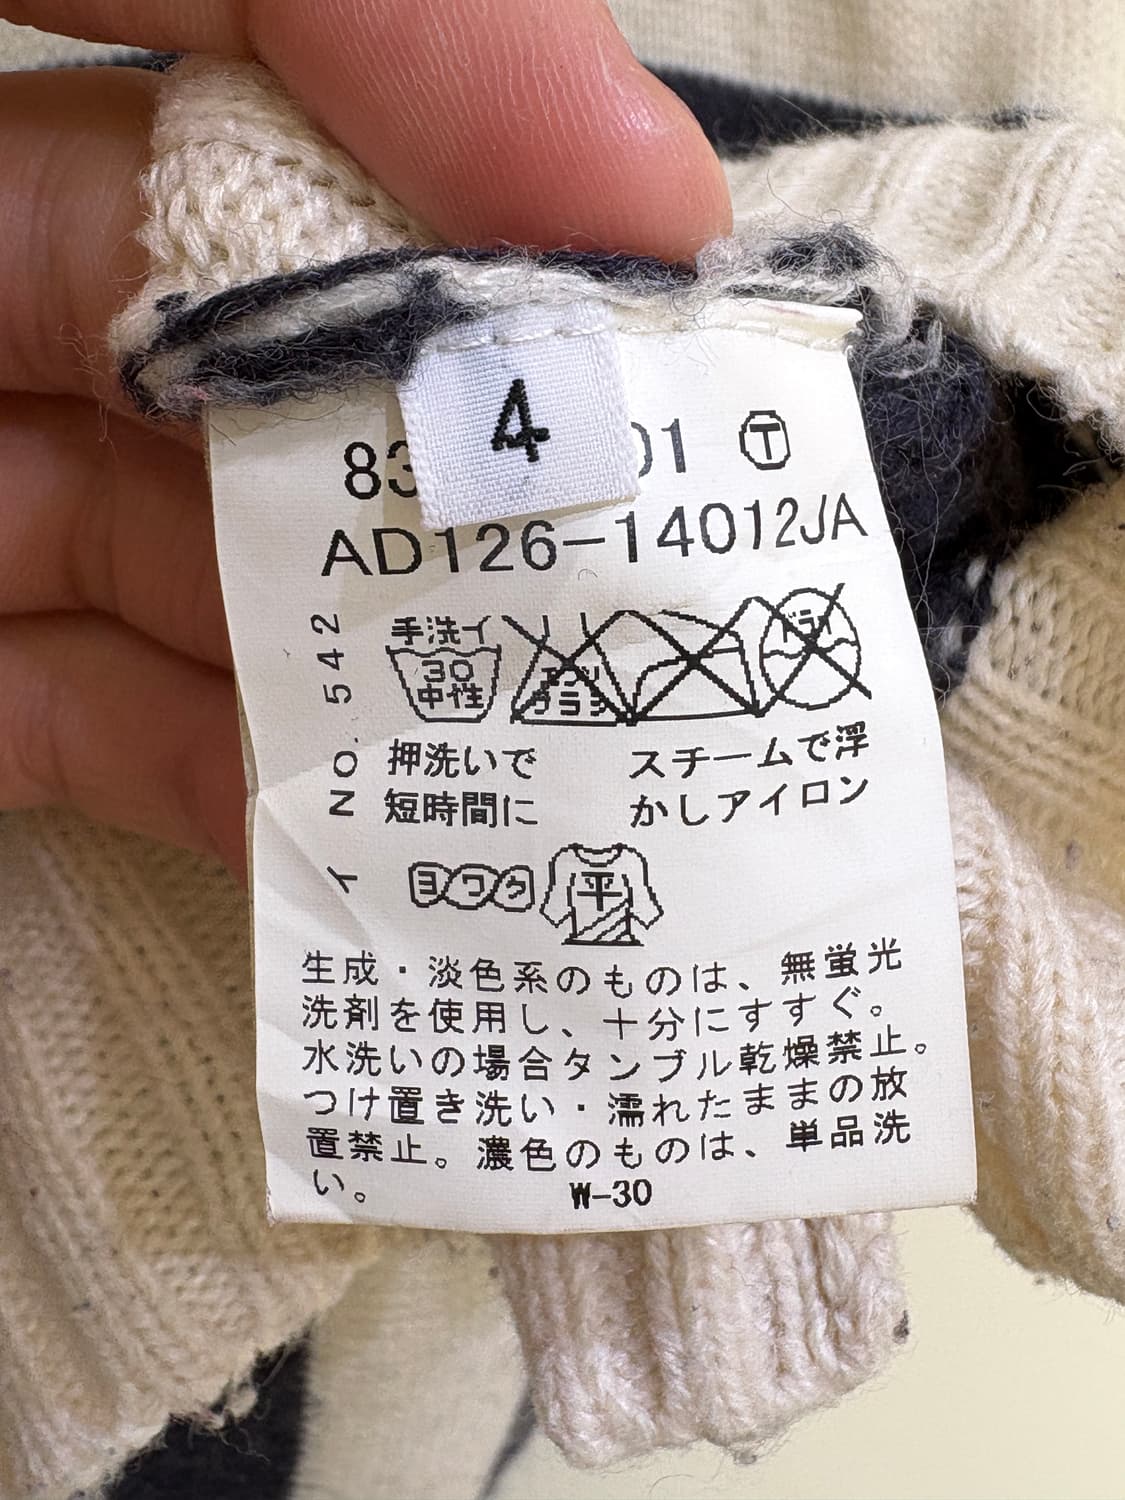 4
83 01 Ⓣ
AD126-14012JA
イ NO. 542
手洗イ
30
中性
エンソ
サラシ
ドライ
押洗いで
短時間に
スチームで浮
かしアイロン
ヨワク
平
生成・淡色系のものは、無蛍光
洗剤を使用し、十分にすすぐ。
水洗いの場合タンブル乾燥禁止。
つけ置き洗い・濡れたままの放
置禁止。濃色のものは、単品洗
い。
W-30